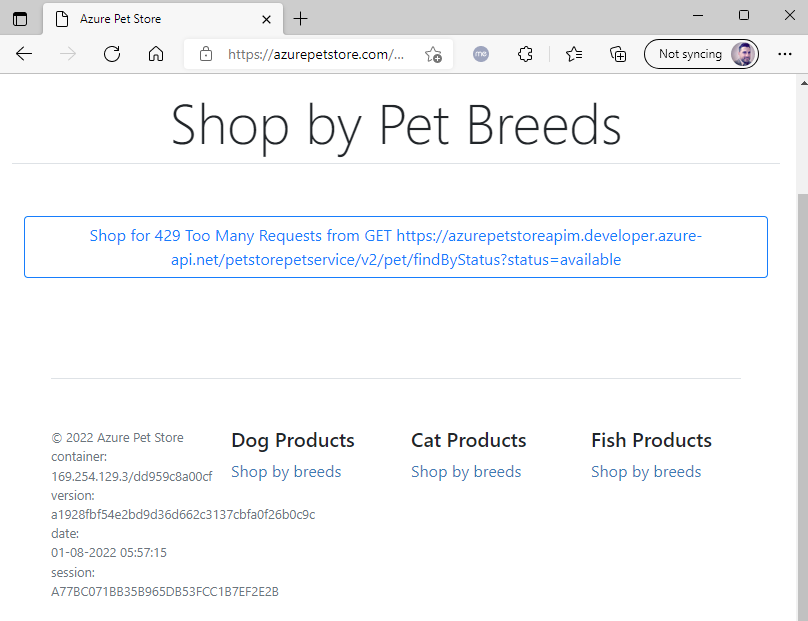 Azure Pet Store
https://azurepetstore.com/...
me
Not syncing
Shop by Pet Breeds
Shop for 429 Too Many Requests from GET https://azurepetstoreapim.developer.azure-
api.net/petstorepetservice/v2/pet/findByStatus?status=available
© 2022 Azure Pet Store
container:
169.254.129.3/dd959c8a00cf
version:
a1928fbf54e2bd9d36d662c3137cbfa0f26b0c9c
date:
01-08-2022 05:57:15
session:
A77BC071BB35B965DB53FCC1B7EF2E2B
Dog Products
Shop by breeds
Cat Products
Shop by breeds
Fish Products
Shop by breeds